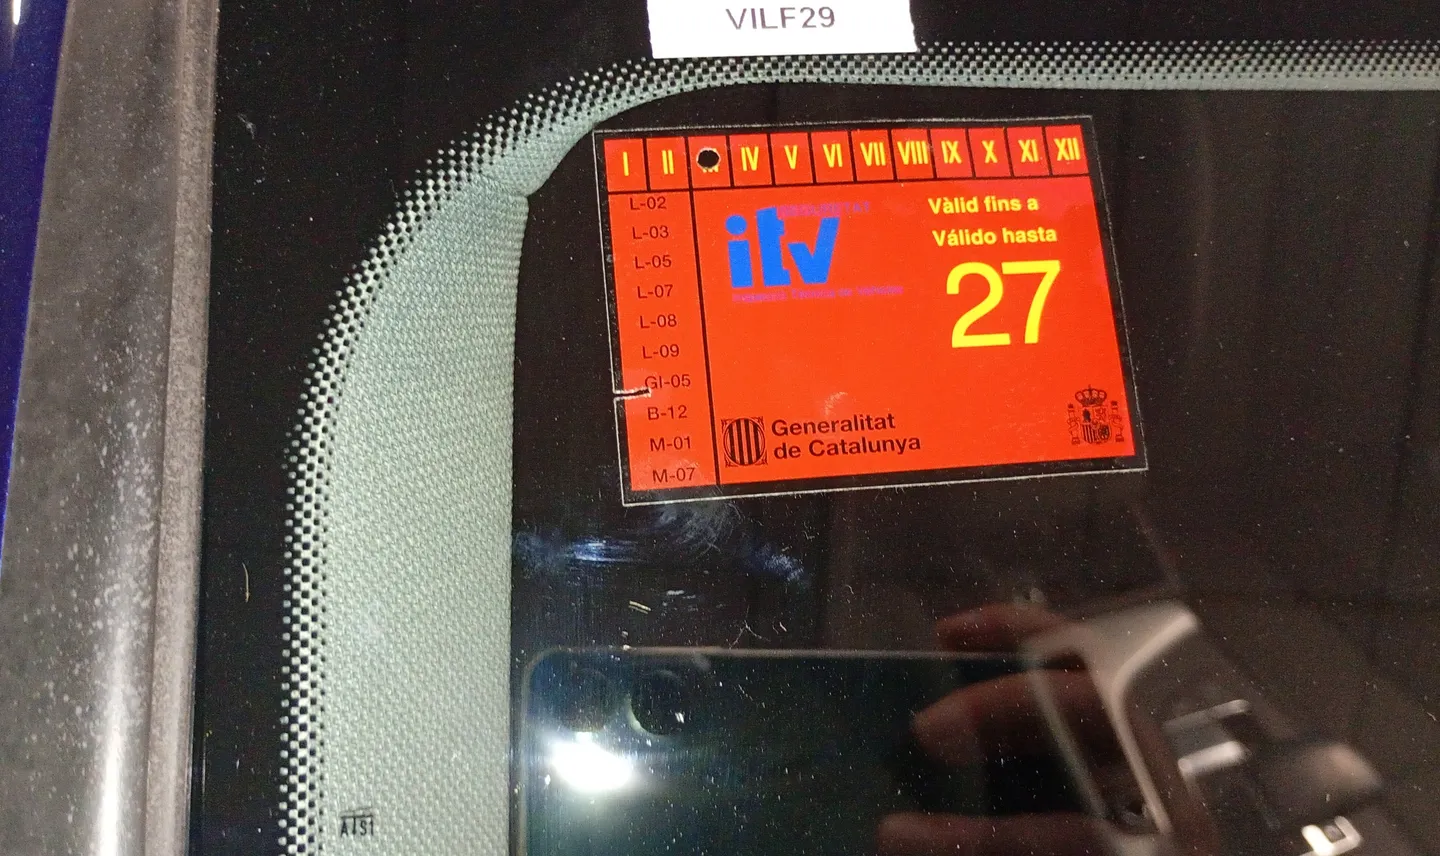 VILF29
I II IV V VI VII VIII IX X XI XII
L-02
L-03
L-05
L-07
L-08
L-09
GI-05
B-12
M-01
M-07
itv
Vàlid fins a
Válido hasta
27
Generalitat
de Catalunya